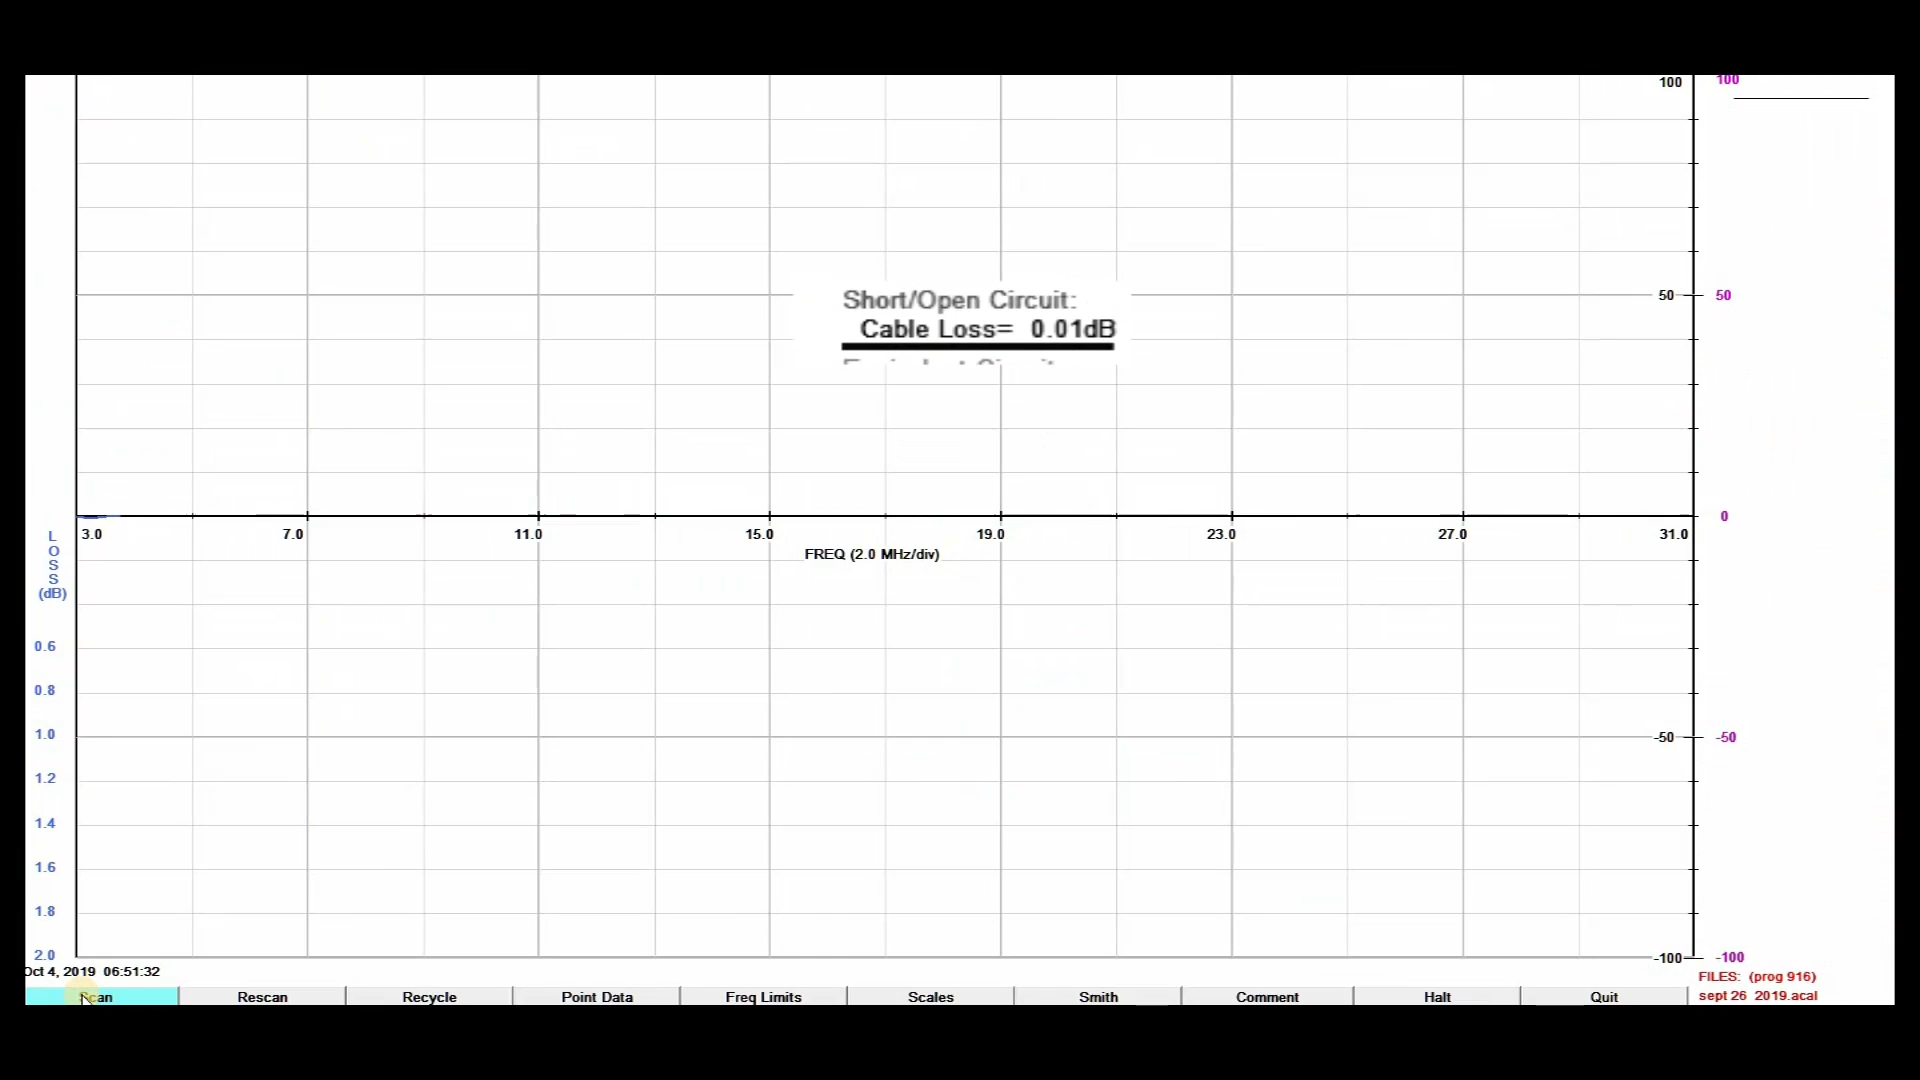 100 100
Short/Open Circuit:
50 50
Cable Loss= 0.01dB
0
3.0 7.0 11.0 15.0 19.0 23.0 27.0 31.0
FREQ (2.0 MHz/div)
LOSS
(dB)
0.6
0.8
1.0 -50 -50
1.2
1.4
1.6
1.8
2.0 -100 -100
Oct 4, 2019 06:51:32
FILES: (prog 916)
Scan Rescan Recycle Point Data Freq Limits Scales Smith Comment Halt Quit
sept 26 2019.acal